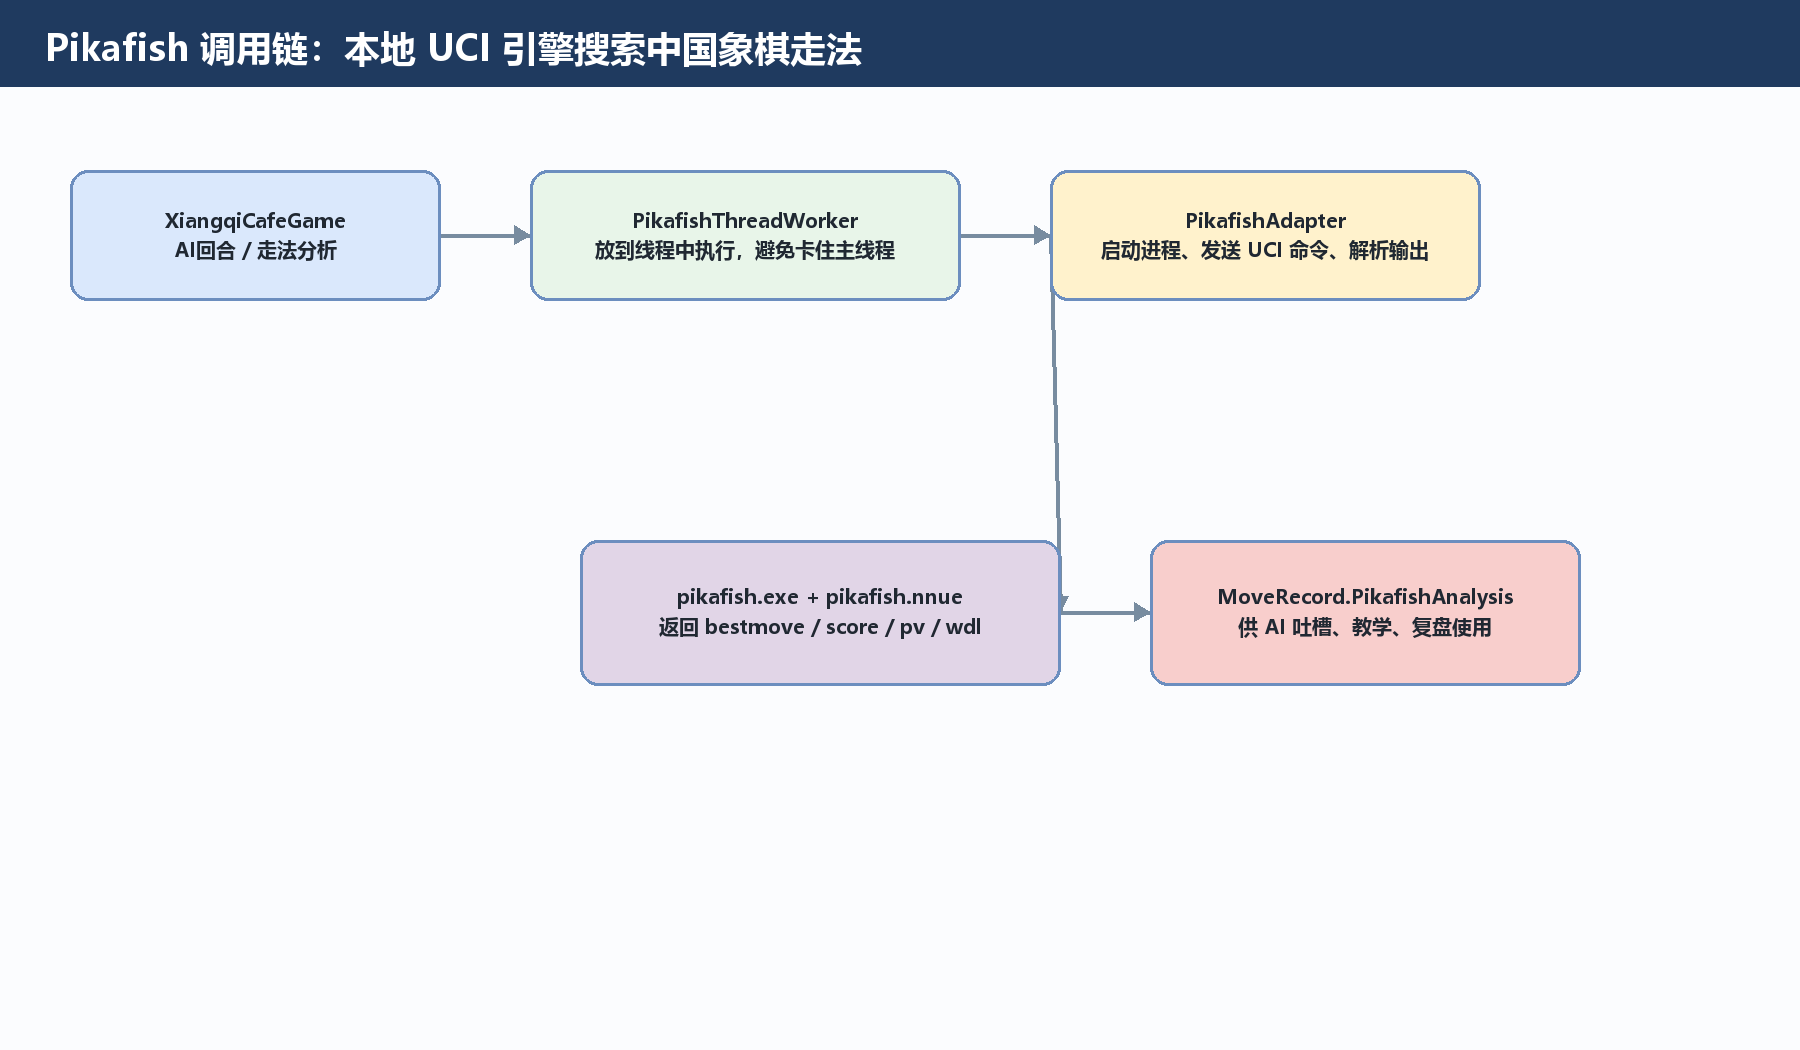 Pikafish 调用链：本地 UCI 引擎搜索中国象棋走法
XiangqiCafeGame
AI回合 / 走法分析
PikafishThreadWorker
放到线程中执行，避免卡住主线程
PikafishAdapter
启动进程、发送 UCI 命令、解析输出
pikafish.exe + pikafish.nnue
返回 bestmove / score / pv / wdl
MoveRecord.PikafishAnalysis
供 AI 吐槽、教学、复盘使用